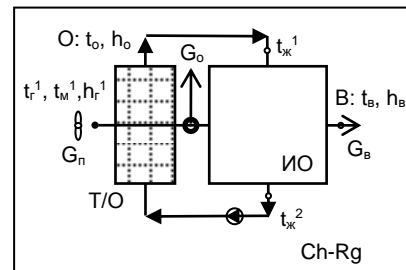 О: tо, hо
Gо
tж¹
tг¹, tм¹,hг¹
В: tв, hв
Gп
Gв
ИО
Т/О
tж²
Ch-Rg